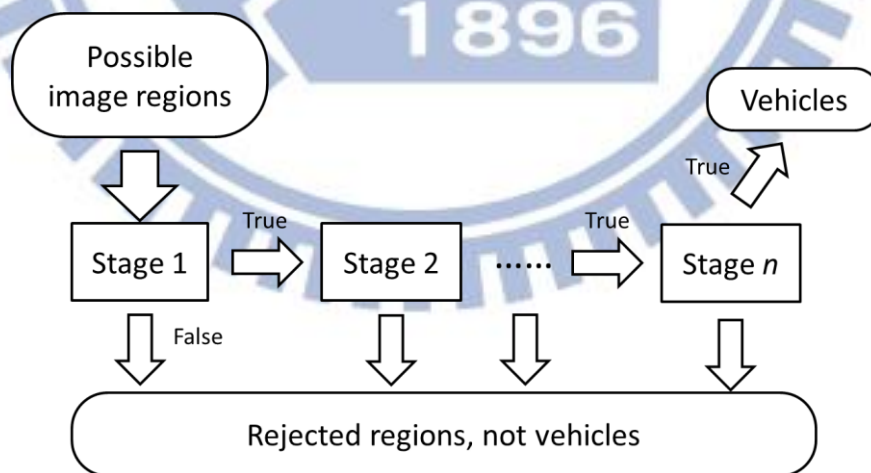 1896
Possible
image regions
Vehicles
True
True
True
Stage 1
Stage 2
......
Stage n
False
Rejected regions, not vehicles